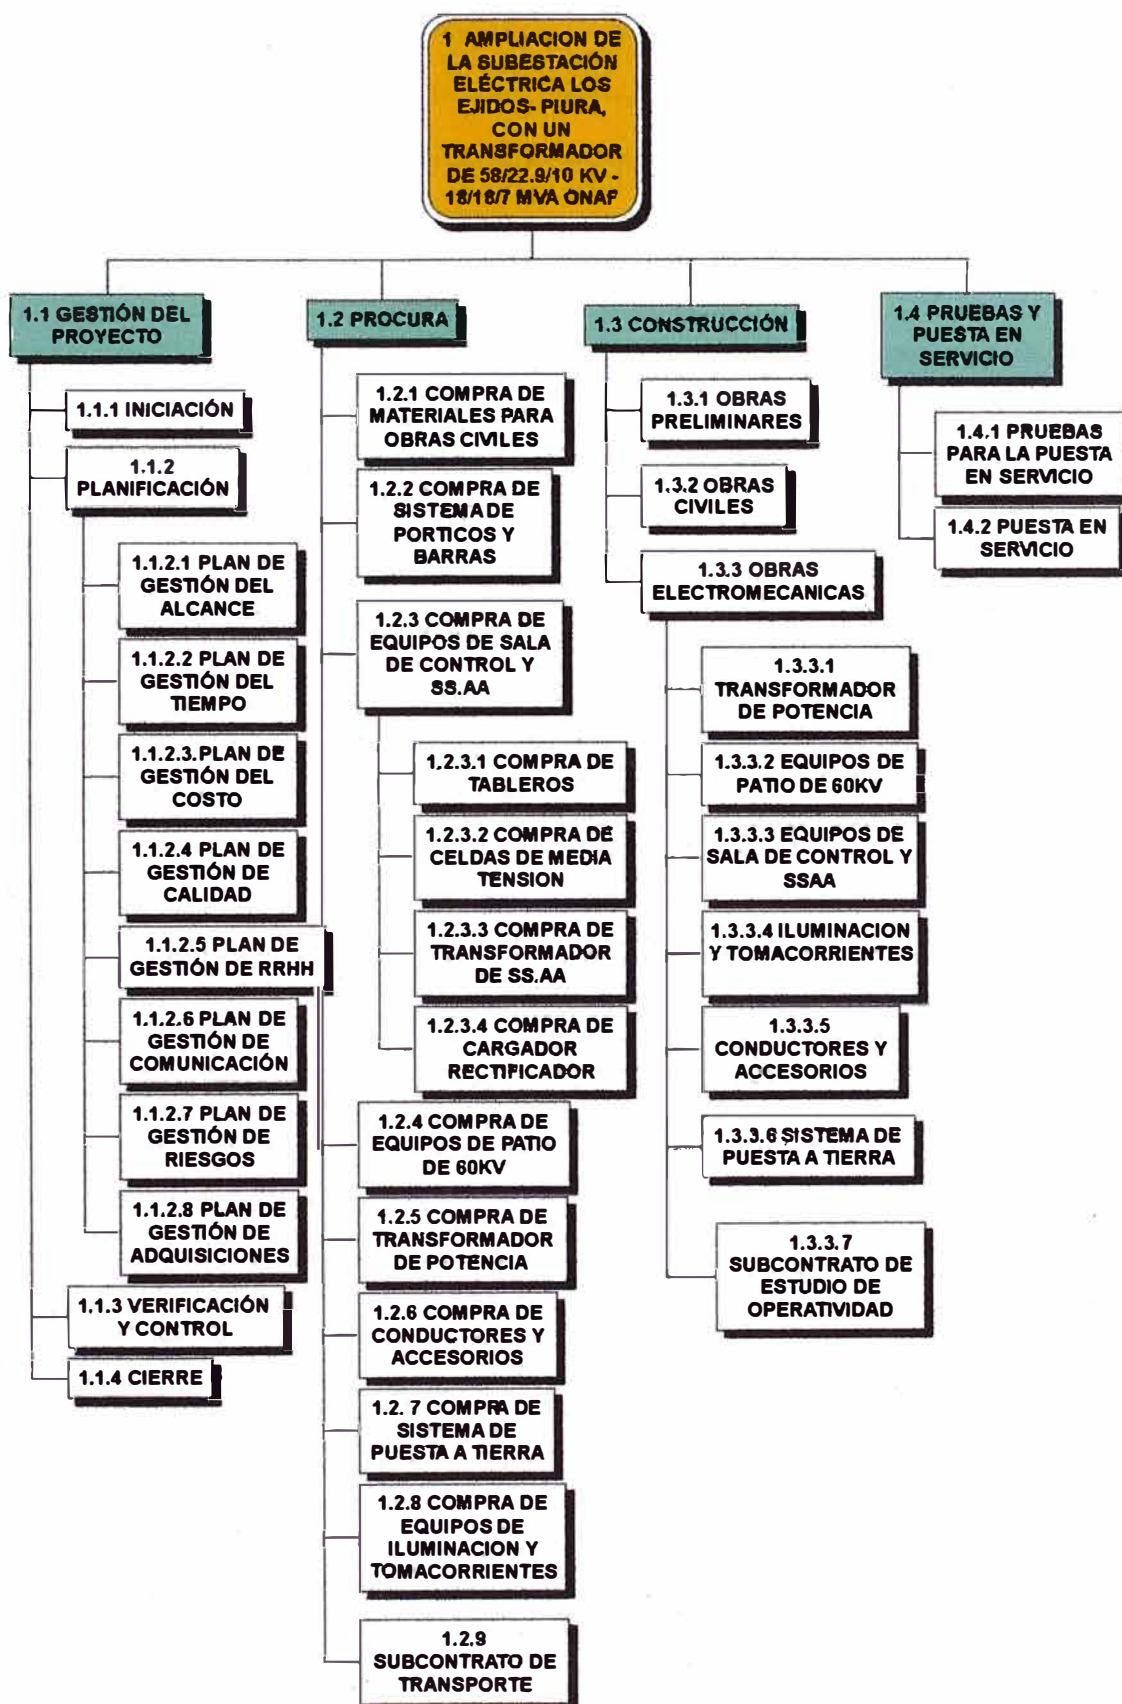 1 AMPLIACION DE
LA SUBESTACIÓN
ELÉCTRICA LOS
EJIDOS- PIURA,
CON UN
TRANSFORMADOR
DE 58/22.9/10 KV -
18/18/7 MVA ONAF
1.1 GESTIÓN DEL
PROYECTO
1.1.1 INICIACIÓN
1.1.2
PLANIFICACIÓN
1.1.2.1 PLAN DE
GESTIÓN DEL
ALCANCE
1.1.2.2 PLAN DE
GESTIÓN DEL
TIEMPO
1.1.2.3.PLAN DE
GESTIÓN DEL
COSTO
1.1.2.4 PLAN DE
GESTIÓN DE
CALIDAD
1.1.2.5 PLAN DE
GESTIÓN DE RRHH
1.1.2.6 PLAN DE
GESTIÓN DE
COMUNICACIÓN
1.1.2.7 PLAN DE
GESTIÓN DE
RIESGOS
1.1.2.8 PLAN DE
GESTIÓN DE
ADQUISICIONES
1.1.3 VERIFICACIÓN
Y CONTROL
1.1.4 CIERRE
1.2 PROCURA
1.2.1 COMPRA DE
MATERIALES PARA
OBRAS CIVILES
1.2.2 COMPRA DE
SISTEMA DE
PORTICOS Y
BARRAS
1.2.3 COMPRA DE
EQUIPOS DE SALA
DE CONTROL Y
SS.AA
1.2.3.1 COMPRA DE
TABLEROS
1.2.3.2 COMPRA DE
CELDAS DE MEDIA
TENSION
1.2.3.3 COMPRA DE
TRANSFORMADOR
DE SS.AA
1.2.3.4 COMPRA DE
CARGADOR
RECTIFICADOR
1.2.4 COMPRA DE
EQUIPOS DE PATIO
DE 60KV
1.2.5 COMPRA DE
TRANSFORMADOR
DE POTENCIA
1.2.6 COMPRA DE
CONDUCTORES Y
ACCESORIOS
1.2. 7 COMPRA DE
SISTEMA DE
PUESTA A TIERRA
1.2.8 COMPRA DE
EQUIPOS DE
ILUMINACION Y
TOMACORRIENTES
1.2.9
SUBCONTRATO DE
TRANSPORTE
1.3 CONSTRUCCIÓN
1.3.1 OBRAS
PRELIMINARES
1.3.2 OBRAS
CIVILES
1.3.3 OBRAS
ELECTROMECANICAS
1.3.3.1
TRANSFORMADOR
DE POTENCIA
1.3.3.2 EQUIPOS DE
PATIO DE 60KV
1.3.3.3 EQUIPOS DE
SALA DE CONTROL Y
SSAA
1.3.3.4 ILUMINACION
Y TOMACORRIENTES
1.3.3.5
CONDUCTORES Y
ACCESORIOS
1.3.3.6 SISTEMA DE
PUESTA A TIERRA
1.3.3.7
SUBCONTRATO DE
ESTUDIO DE
OPERATIVIDAD
1.4 PRUEBAS Y
PUESTA EN
SERVICIO
1.4.1 PRUEBAS
PARA LA PUESTA
EN SERVICIO
1.4.2 PUESTA EN
SERVICIO